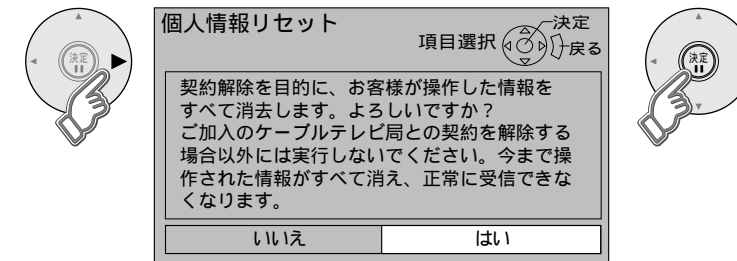 決定
個人情報リセット
項目選択
決定
戻る
契約解除を目的に、お客様が操作した情報を
すべて消去します。よろしいですか？
ご加入のケーブルテレビ局との契約を解除する
場合以外には実行しないでください。今まで操
作された情報がすべて消え、正常に受信できな
くなります。
いいえ
はい
決定